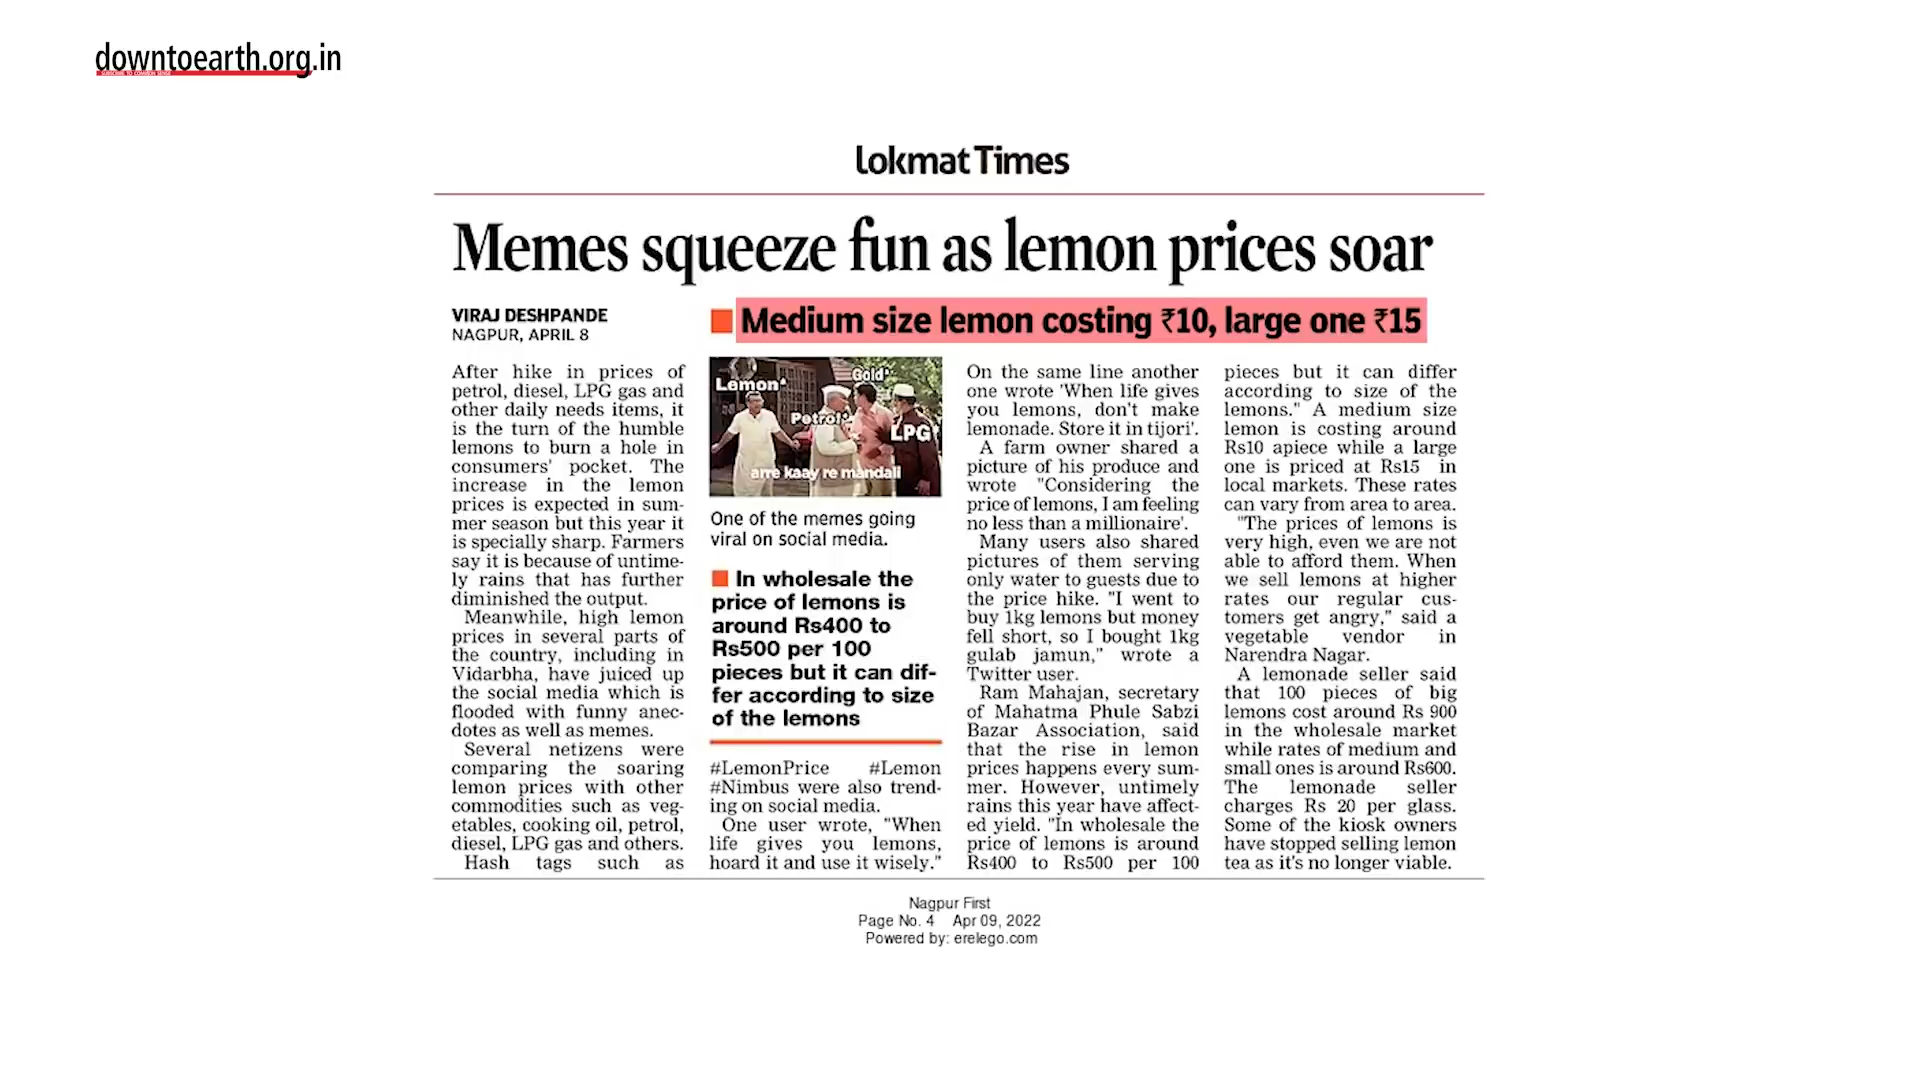 downtoearth.org.in
SUBSCRIBE TO COMMON SENSE
Lokmat Times
Memes squeeze fun as lemon prices soar
VIRAJ DESHPANDE
NAGPUR, APRIL 8
Medium size lemon costing ₹10, large one ₹15
After hike in prices of
petrol, diesel, LPG gas and
other daily needs items, it
is the turn of the humble
lemons to burn a hole in
consumers' pocket. The
increase in the lemon
prices is expected in sum-
mer season but this year it
is specially sharp. Farmers
say it is because of untime-
ly rains that has further
diminished the output.
Meanwhile, high lemon
prices in several parts of
the country, including in
Vidarbha, have juiced up
the social media which is
flooded with funny anec-
dotes as well as memes.
Several netizens were
comparing the soaring
lemon prices with other
commodities such as veg-
etables, cooking oil, petrol,
diesel, LPG gas and others.
Hash tags such as
Lemon
Gold
Petrol
LPG
arre kaay re mandali
One of the memes going
viral on social media.
In wholesale the
price of lemons is
around Rs400 to
Rs500 per 100
pieces but it can dif-
fer according to size
of the lemons
#LemonPrice #Lemon
#Nimbus were also trend-
ing on social media.
One user wrote, "When
life gives you lemons,
hoard it and use it wisely."
On the same line another
one wrote 'When life gives
you lemons, don't make
lemonade. Store it in tijori'.
A farm owner shared a
picture of his produce and
wrote "Considering the
price of lemons, I am feeling
no less than a millionaire'.
Many users also shared
pictures of them serving
only water to guests due to
the price hike. "I went to
buy 1kg lemons but money
fell short, so I bought 1kg
gulab jamun," wrote a
Twitter user.
Ram Mahajan, secretary
of Mahatma Phule Sabzi
Bazar Association, said
that the rise in lemon
prices happens every sum-
mer. However, untimely
rains this year have affect-
ed yield. "In wholesale the
price of lemons is around
Rs400 to Rs500 per 100
pieces but it can differ
according to size of the
lemons." A medium size
lemon is costing around
Rs10 apiece while a large
one is priced at Rs15 in
local markets. These rates
can vary from area to area.
"The prices of lemons is
very high, even we are not
able to afford them. When
we sell lemons at higher
rates our regular cus-
tomers get angry," said a
vegetable vendor in
Narendra Nagar.
A lemonade seller said
that 100 pieces of big
lemons cost around Rs 900
in the wholesale market
while rates of medium and
small ones is around Rs600.
The lemonade seller
charges Rs 20 per glass.
Some of the kiosk owners
have stopped selling lemon
tea as it's no longer viable.
Nagpur First
Page No. 4 Apr 09, 2022
Powered by: erelego.com